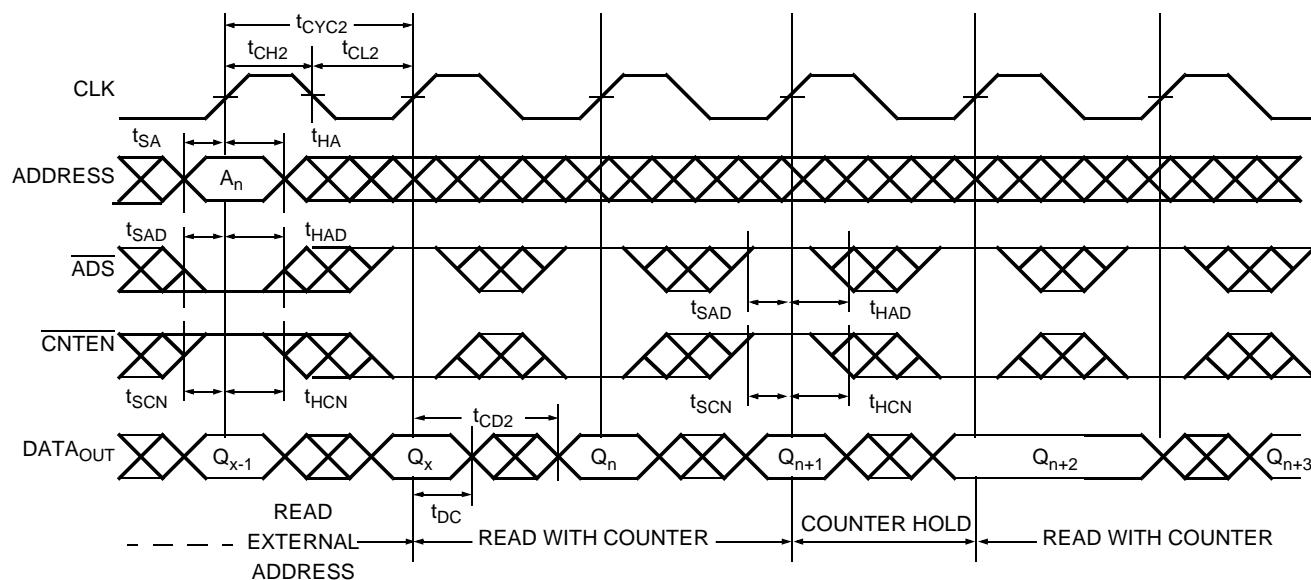 tCYC2
tCH2 tCL2
CLK
tSA tHA
ADDRESS An
tSAD tHAD
ADS
tSAD tHAD
CNTEN
tSCN tHCN tSCN tHCN
tCD2
DATAOUT Qx-1 Qx Qn Qn+1 Qn+2 Qn+3
tDC
READ EXTERNAL ADDRESS
READ WITH COUNTER
COUNTER HOLD
READ WITH COUNTER